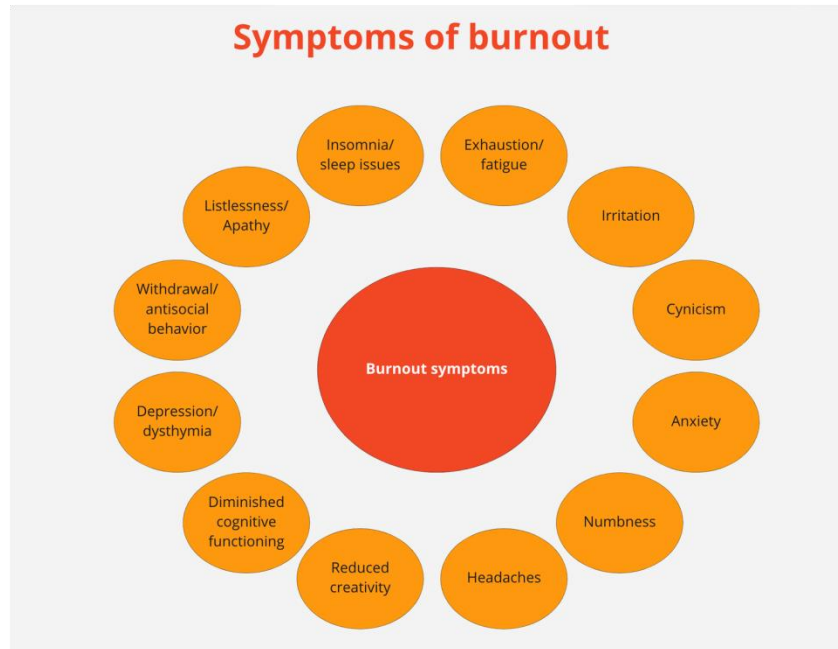 Symptoms of burnout
Insomnia/
sleep issues
Exhaustion/
fatigue
Listlessness/
Apathy
Irritation
Withdrawal/
antisocial
behavior
Cynicism
Burnout symptoms
Depression/
dysthymia
Anxiety
Diminished
cognitive
functioning
Numbness
Reduced
creativity
Headaches